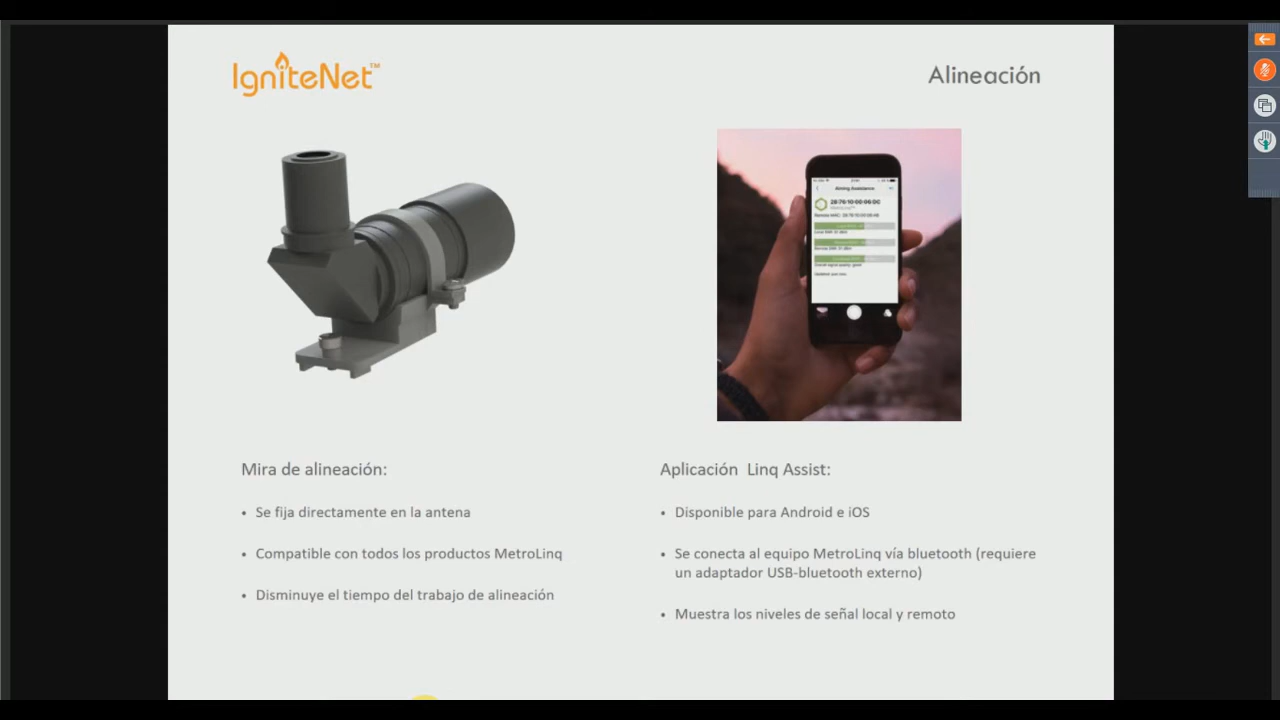 IgniteNet™
Alineación
Aiming Assistance
Mira de alineación:
• Se fija directamente en la antena
• Compatible con todos los productos MetroLinq
• Disminuye el tiempo del trabajo de alineación
Aplicación Linq Assist:
• Disponible para Android e iOS
• Se conecta al equipo MetroLinq vía bluetooth (requiere
un adaptador USB-bluetooth externo)
• Muestra los niveles de señal local y remoto